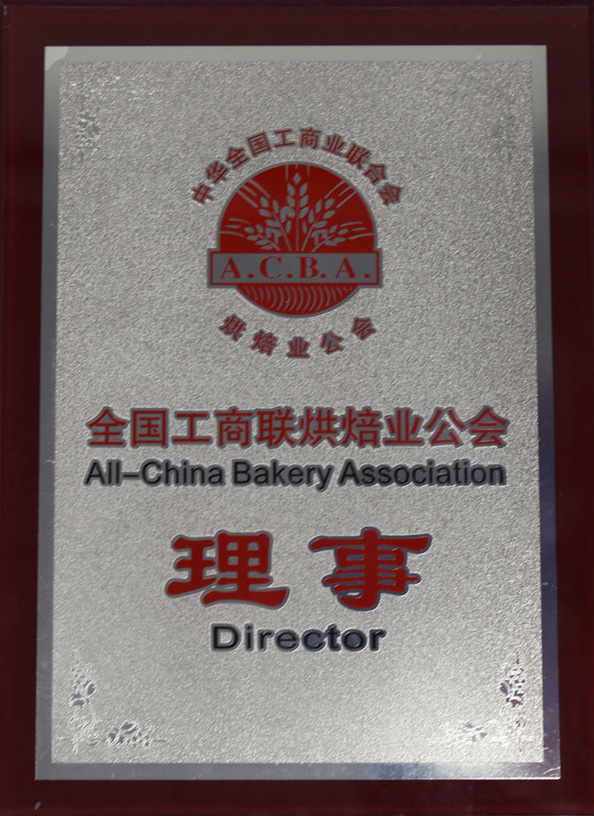 中华全国工商业联合会
A.C.B.A.
烘焙业公会
全国工商联烘焙业公会
All-China Bakery Association
理事
Director